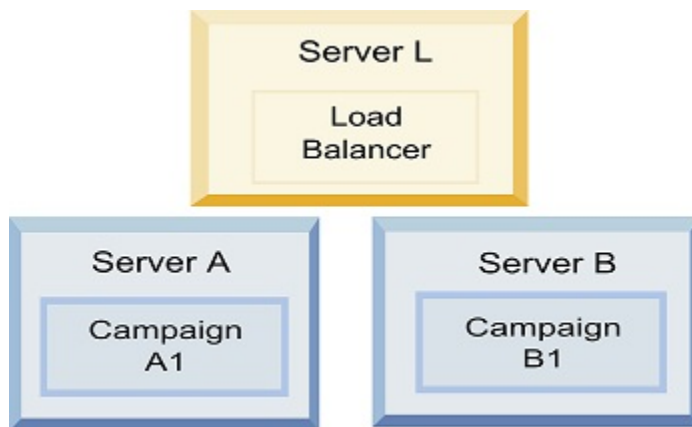 Server L
Load
Balancer
Server A
Campaign
A1
Server B
Campaign
B1